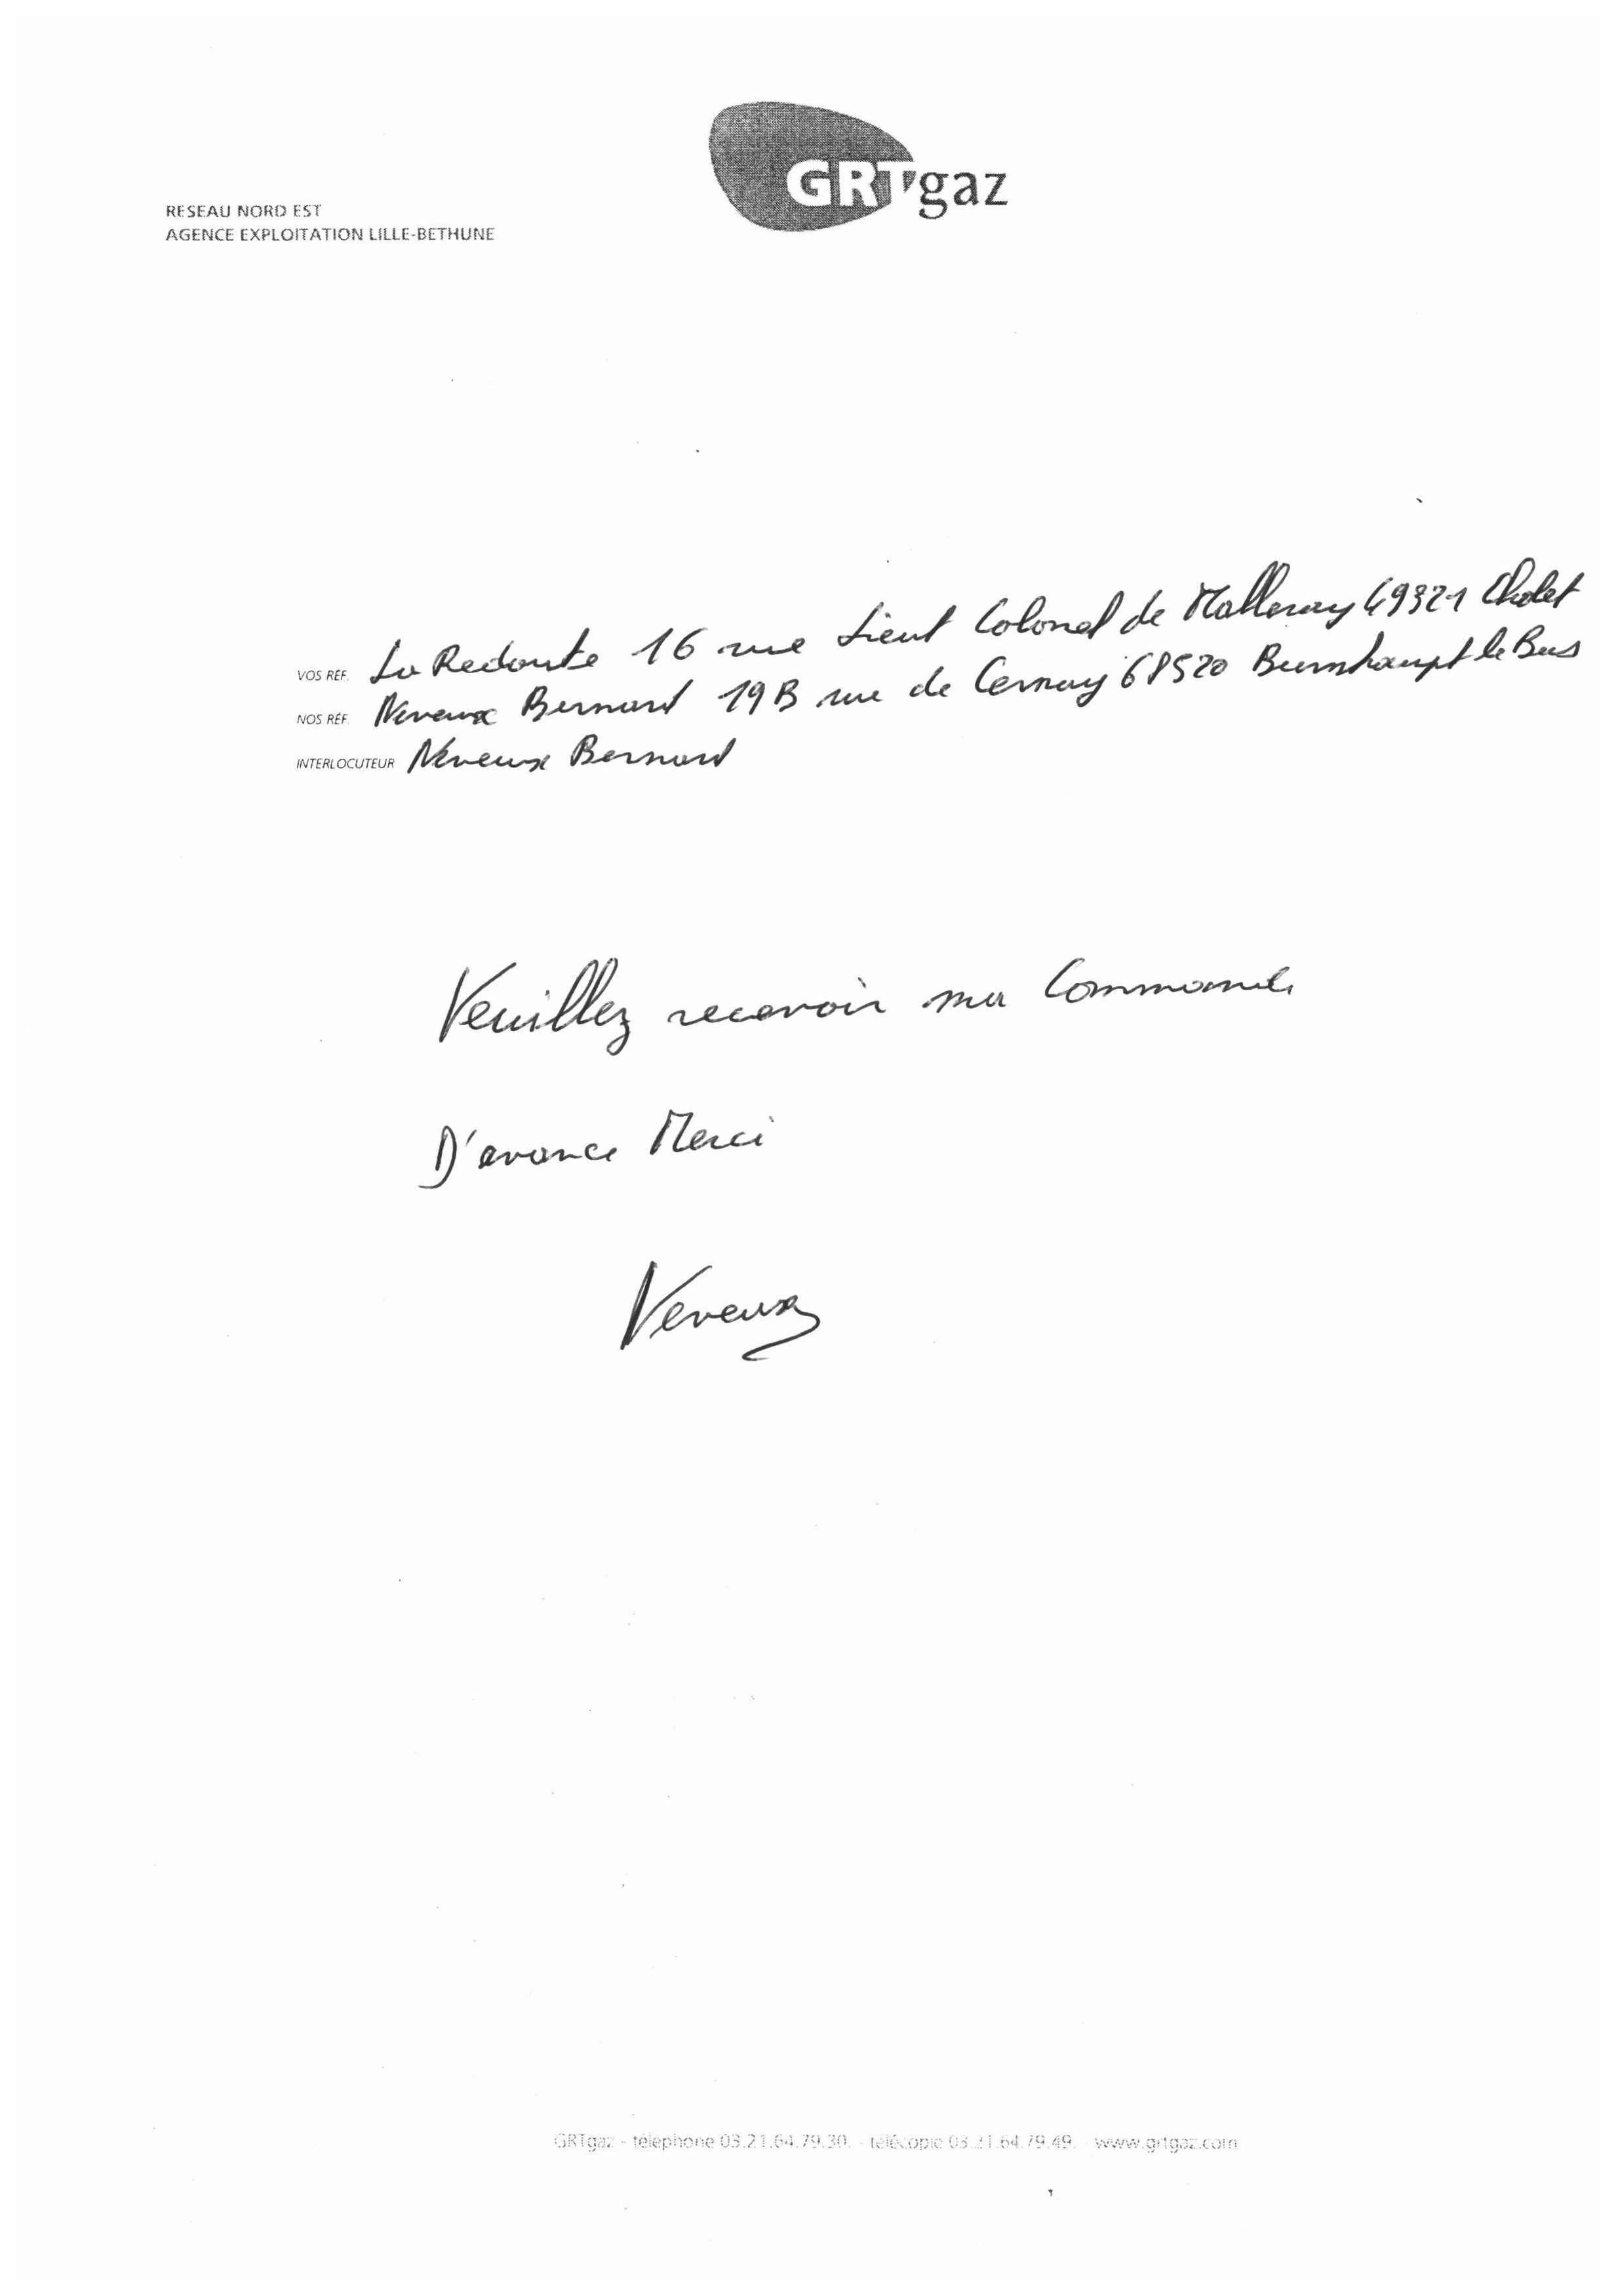 GRTgaz
RESEAU NORD EST
AGENCE EXPLOITATION LILLE-BETHUNE
VOS RÉF. La Redoute 16 rue Lieut Colonel de Malleray 49321 Cholet
NOS RÉF. Neveux Bernard 19B rue de Cernay 68520 Burnhaupt le Bas
INTERLOCUTEUR Neveux Bernard
Veuillez recevoir ma Commande
D'avance Merci
Neveux
GRTgaz - téléphone 03.21.64.79.30. - télécopie 03.21.64.79.49. - www.grtgaz.com